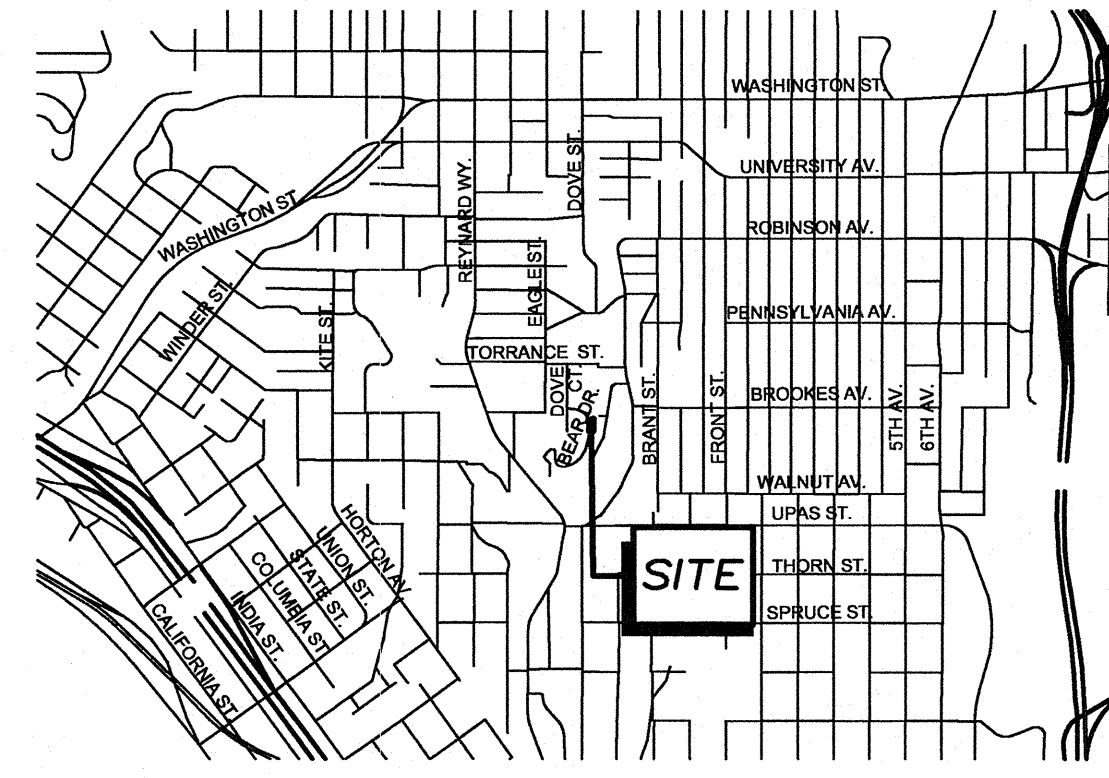 WASHINGTON ST.
UNIVERSITY AV.
ROBINSON AV.
PENNSYLVANIA AV.
BROOKES AV.
WALNUT AV.
UPAS ST.
THORN ST.
SPRUCE ST.
WASHINGTON ST.
WINDER ST.
KITE ST.
REYNARD WY.
EAGLE ST.
DOVE ST.
TORRANCE ST.
DOVE
CT.
BEAR DR.
BRANT ST.
FRONT ST.
5TH AV.
6TH AV.
HORTON AV.
UNION ST.
STATE ST.
COLUMBIA ST
INDIA ST.
CALIFORNIA ST.
SITE